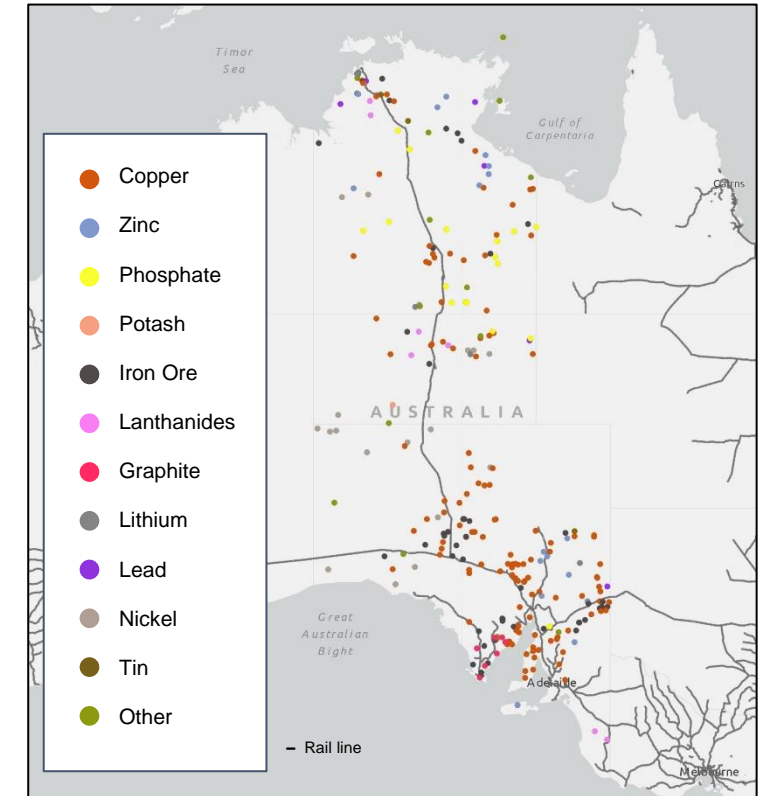 Timor
Sea
Gulf of
Carpentaria
Cairns
Copper
Zinc
Phosphate
Potash
Iron Ore
Lanthanides
Graphite
Lithium
Lead
Nickel
Tin
Other
AUSTRALIA
Great
Australian
Bight
Adelaide
Rail line
Melbourne